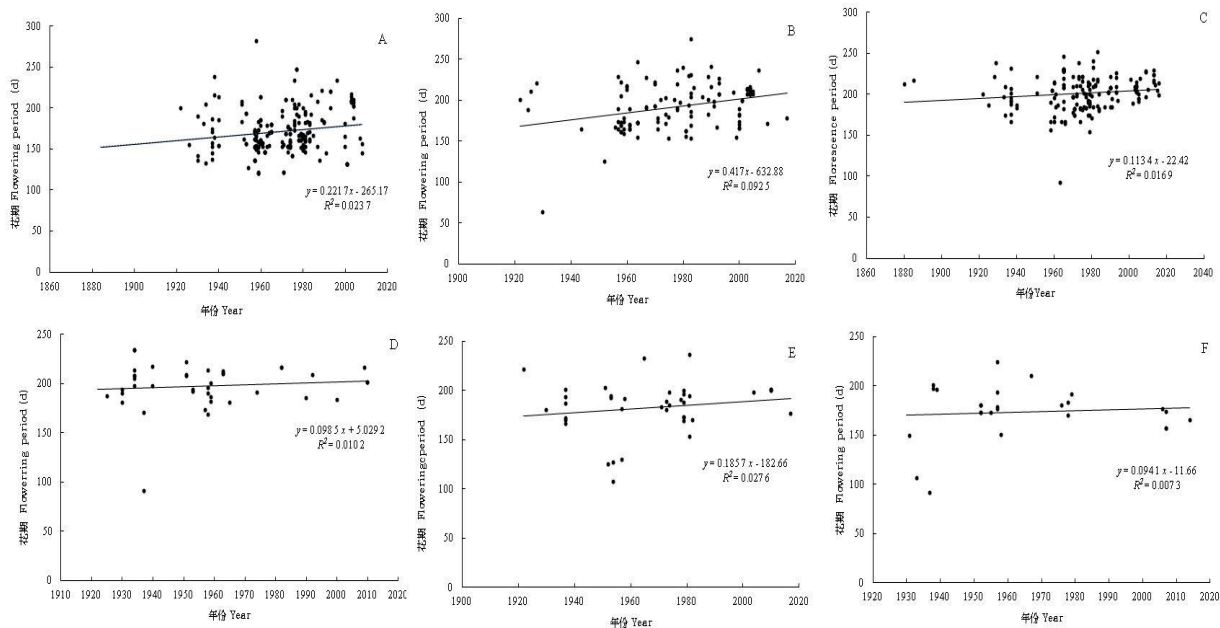 A
300
250
200
150
100
50
0
花期 Flowering period (d)
y = 0.2217x - 265.17
R² = 0.0237
1860 1880 1900 1920 1940 1960 1980 2000 2020
年份 Year
B
300
250
200
150
100
50
0
花期 Flowering period (d)
y = 0.417x - 632.88
R² = 0.0925
1900 1920 1940 1960 1980 2000 2020
年份 Year
C
300
250
200
150
100
50
0
花期 Florescence period (d)
y = 0.1134x - 22.42
R² = 0.0169
1860 1880 1900 1920 1940 1960 1980 2000 2020 2040
年份 Year
D
250
200
150
100
50
0
花期 Flowerring period (d)
y = 0.0985x + 5.0292
R² = 0.0102
1910 1920 1930 1940 1950 1960 1970 1980 1990 2000 2010 2020
年份 Year
E
250
200
150
100
50
0
花期 Flowering period (d)
y = 0.1857x - 182.66
R² = 0.0276
1900 1920 1940 1960 1980 2000 2020
年份 Year
F
250
200
150
100
50
0
花期 Flowering period (d)
y = 0.0941x - 11.66
R² = 0.0073
1920 1930 1940 1950 1960 1970 1980 1990 2000 2010 2020
年份 Year